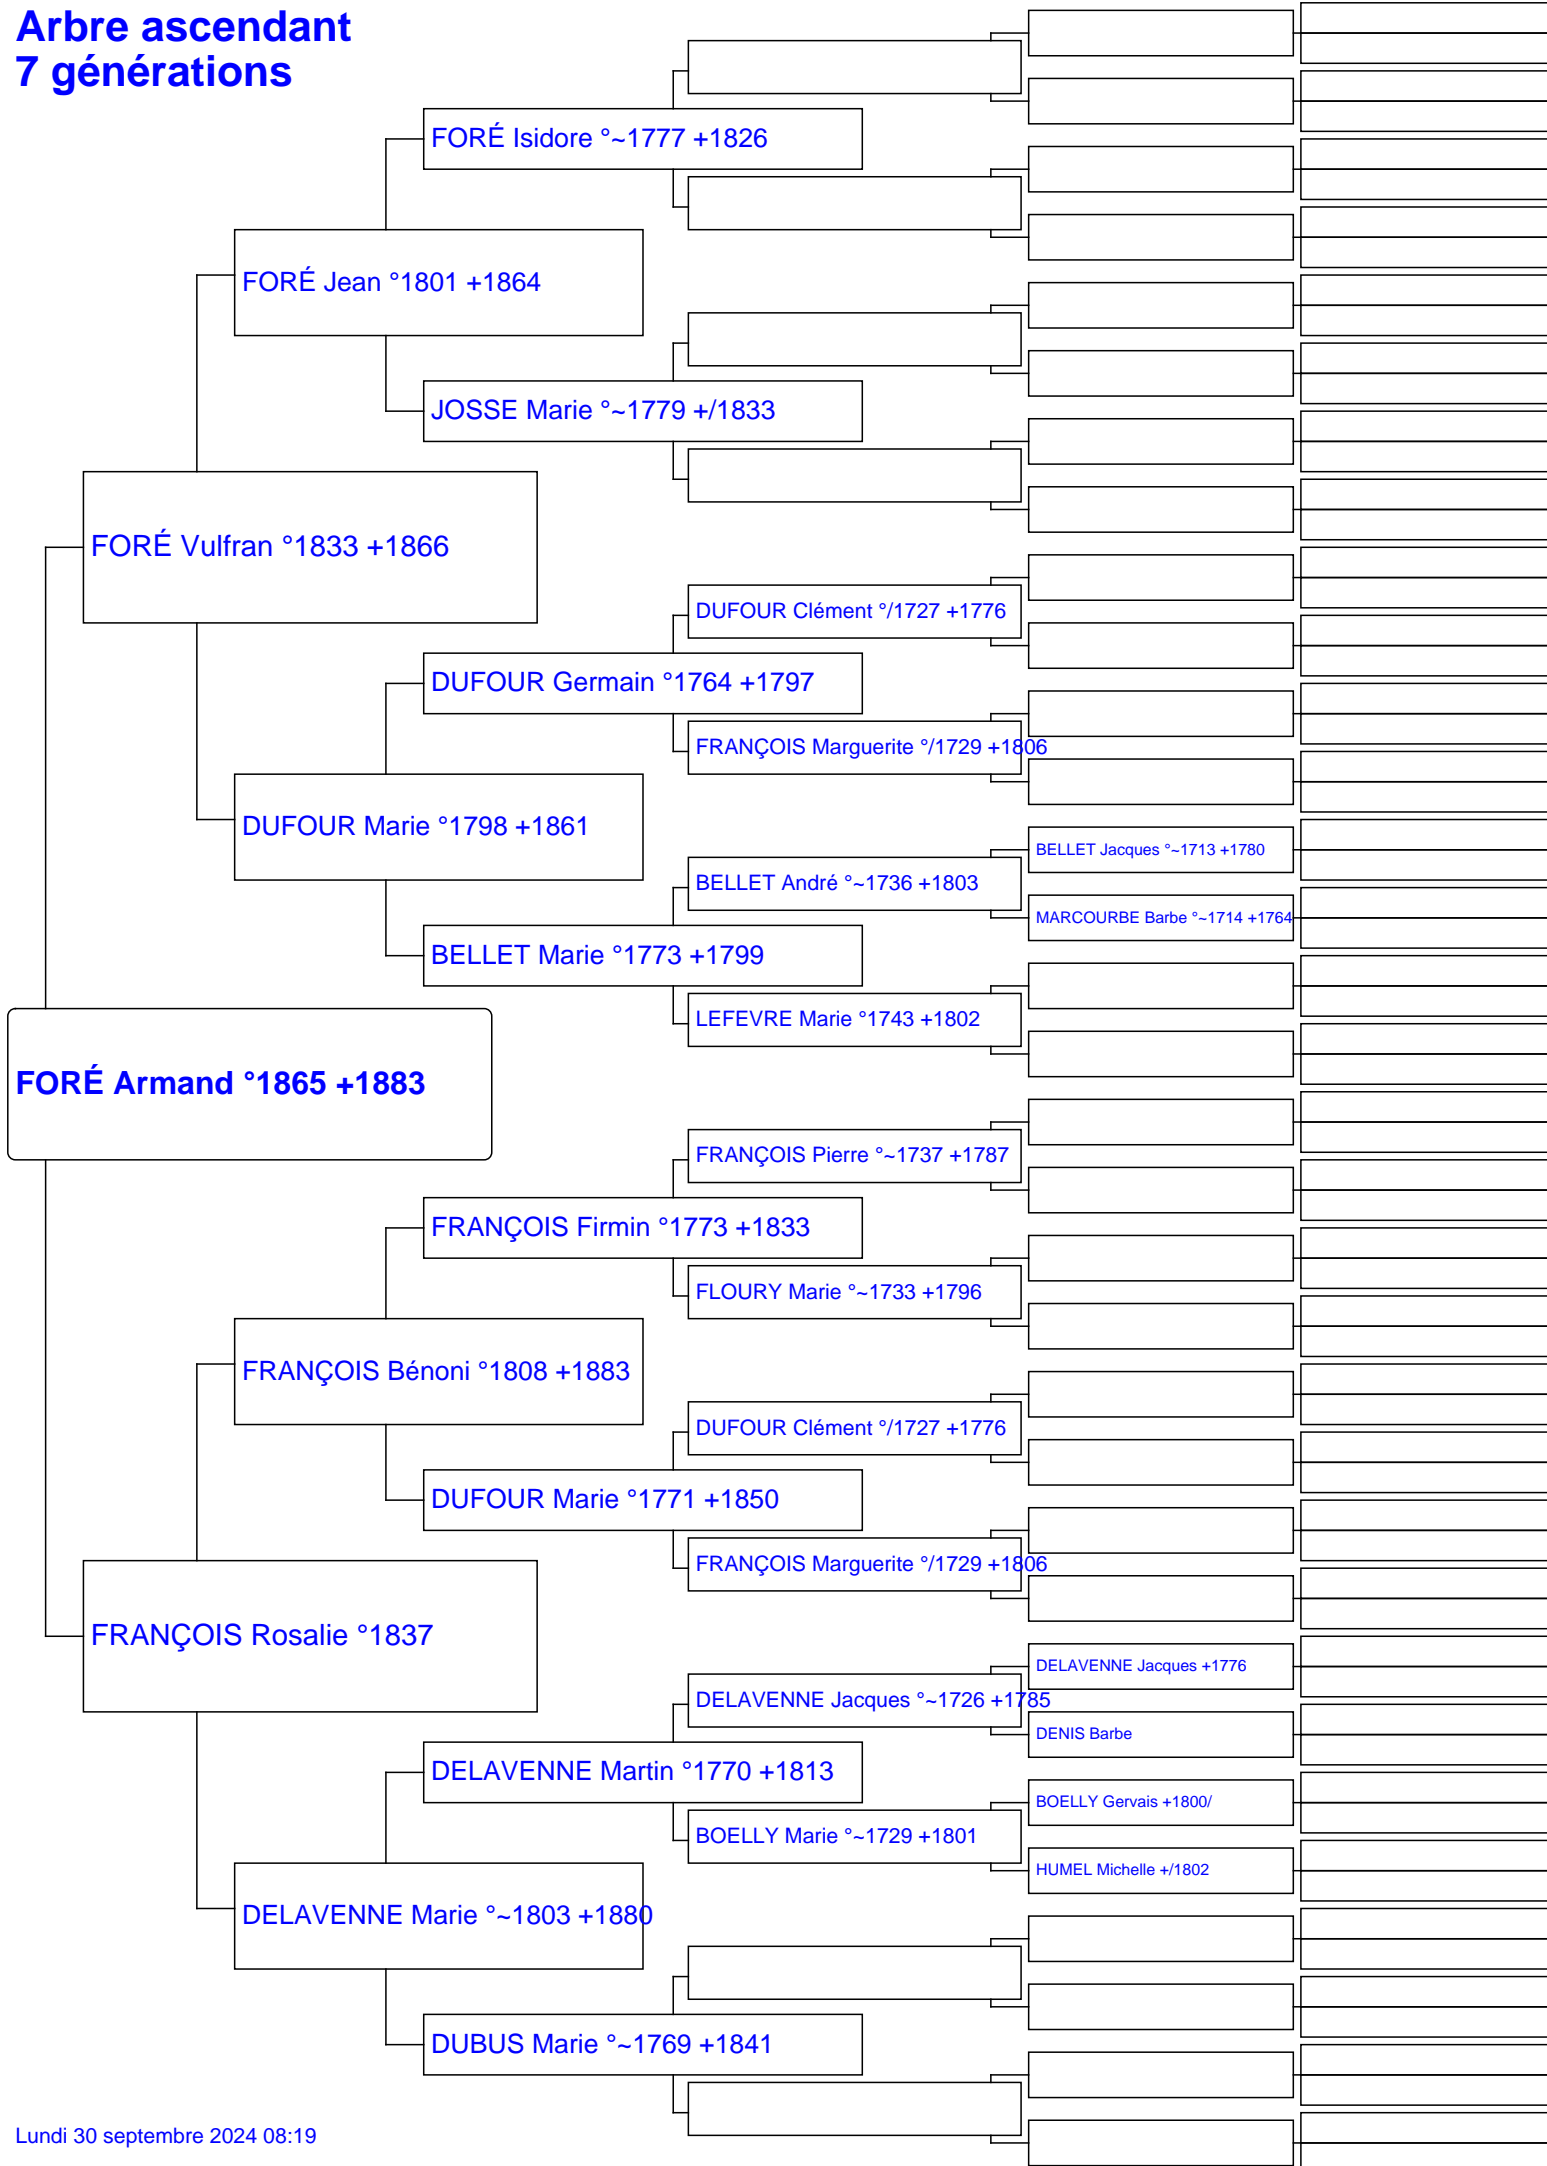 Arbre ascendant
7 générations
FORÉ Isidore °~1777 +1826
FORÉ Jean °1801 +1864
JOSSE Marie °~1779 +/1833
FORÉ Vulfran °1833 +1866
DUFOUR Clément °/1727 +1776
DUFOUR Germain °1764 +1797
FRANÇOIS Marguerite °/1729 +1806
DUFOUR Marie °1798 +1861
BELLET Jacques °~1713 +1780
BELLET André °~1736 +1803
MARCOURBE Barbe °~1714 +1764
BELLET Marie °1773 +1799
LEFEVRE Marie °1743 +1802
FORÉ Armand °1865 +1883
FRANÇOIS Pierre °~1737 +1787
FRANÇOIS Firmin °1773 +1833
FLOURY Marie °~1733 +1796
FRANÇOIS Bénoni °1808 +1883
DUFOUR Clément °/1727 +1776
DUFOUR Marie °1771 +1850
FRANÇOIS Marguerite °/1729 +1806
FRANÇOIS Rosalie °1837
DELAVENNE Jacques +1776
DELAVENNE Jacques °~1726 +1785
DENIS Barbe
DELAVENNE Martin °1770 +1813
BOELLY Gervais +1800/
BOELLY Marie °~1729 +1801
HUMEL Michelle +/1802
DELAVENNE Marie °~1803 +1880
DUBUS Marie °~1769 +1841
Lundi 30 septembre 2024 08:19